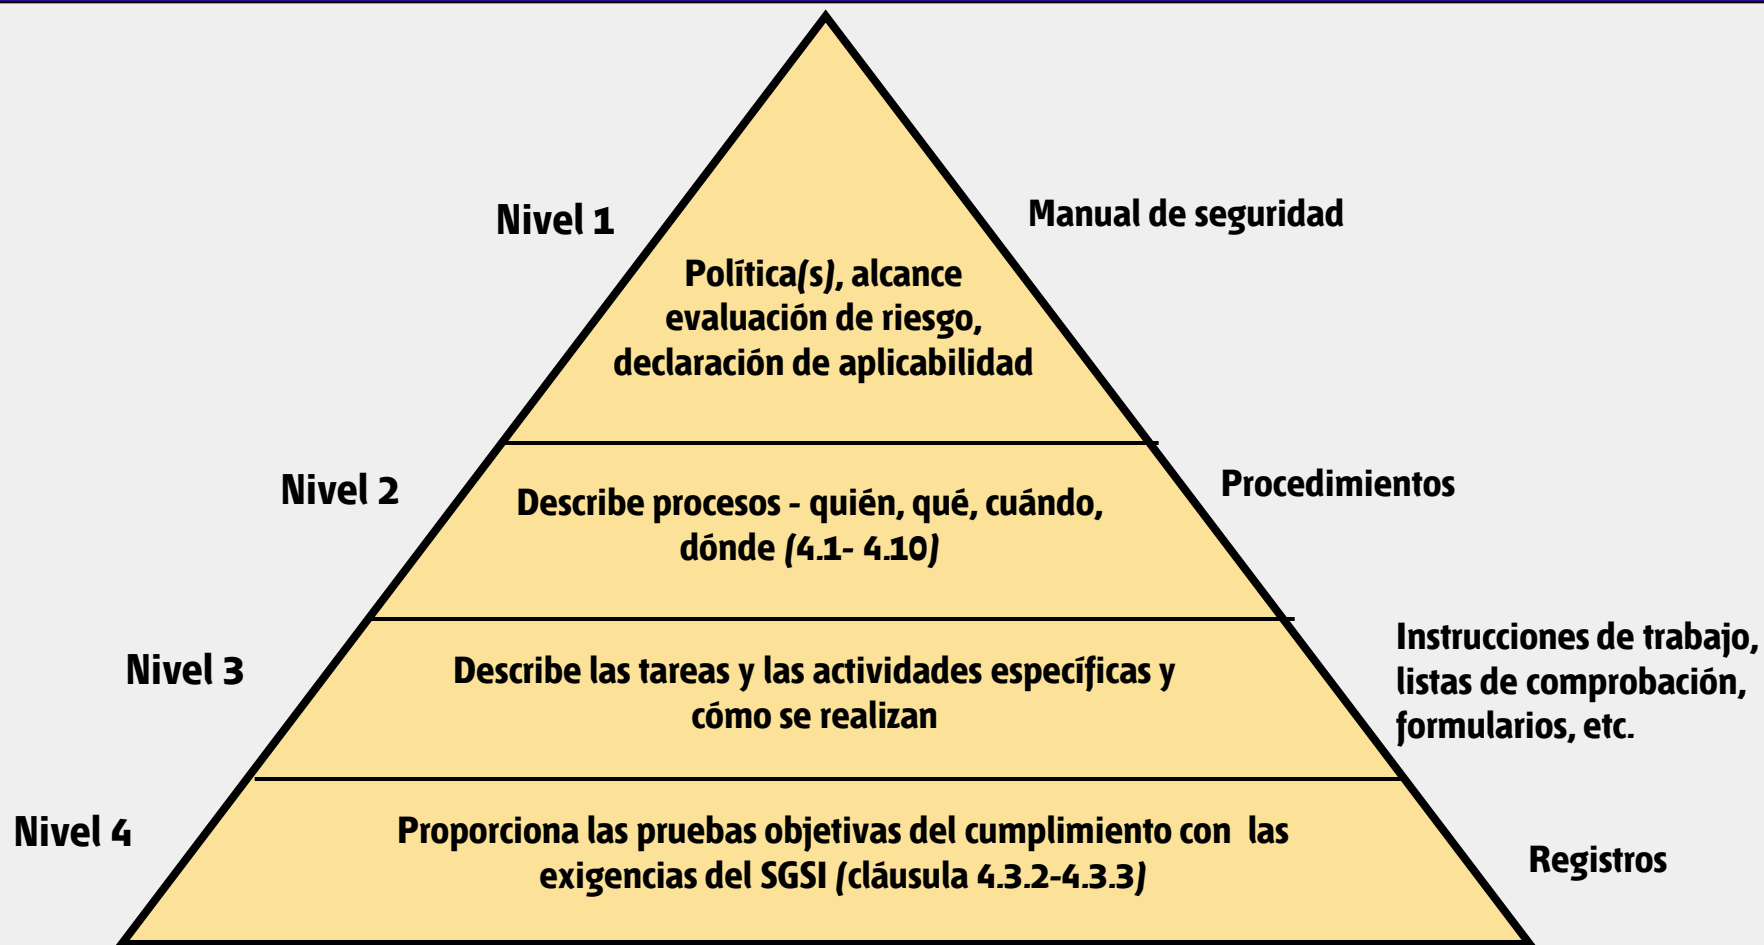 Nivel 1
Manual de seguridad
Política(s), alcance
evaluación de riesgo,
declaración de aplicabilidad
Nivel 2
Procedimientos
Describe procesos - quién, qué, cuándo,
dónde (4.1- 4.10)
Nivel 3
Describe las tareas y las actividades específicas y
cómo se realizan
Instrucciones de trabajo,
listas de comprobación,
formularios, etc.
Nivel 4
Proporciona las pruebas objetivas del cumplimiento con  las
exigencias del SGSI (cláusula 4.3.2-4.3.3)
Registros